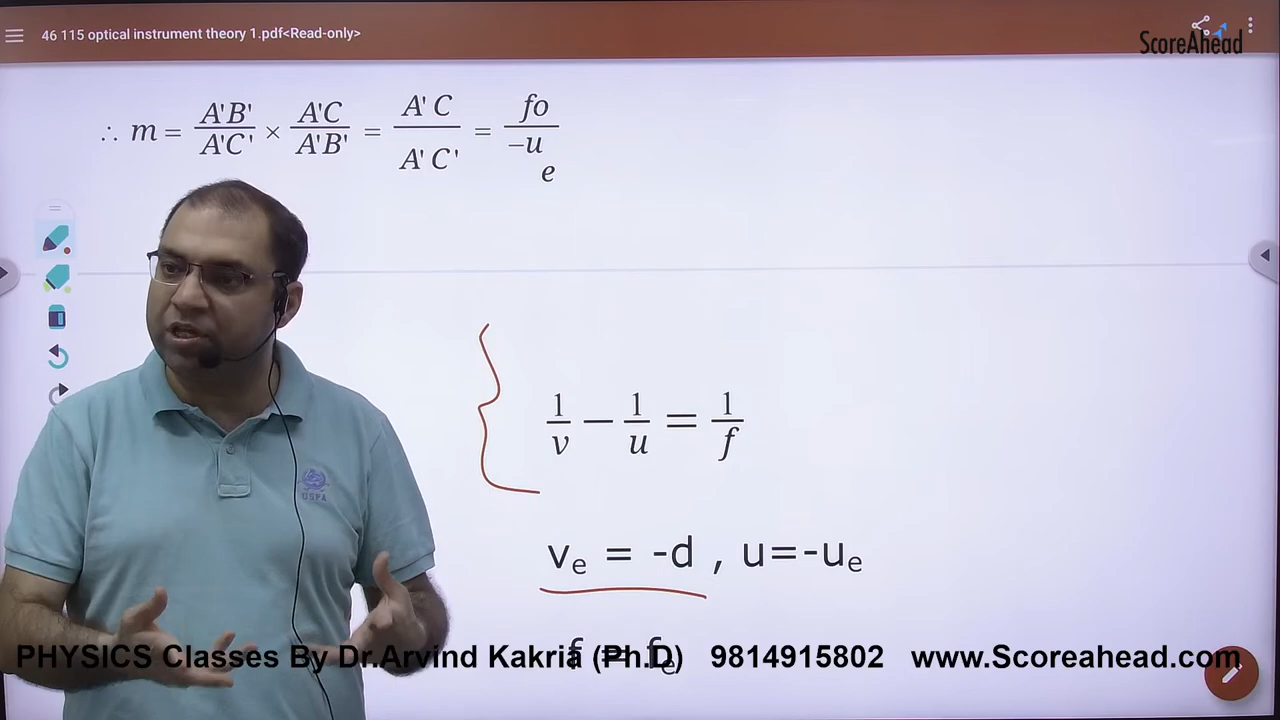 46 115 optical instrument theory 1.pdf<Read-only>
ScoreAhead
∴ m = A'B'/A'C' × A'C/A'B' = A'C/A'C' = fo/-u e
1/v − 1/u = 1/f
vₑ = -d , u=-uₑ
f = fₑ
USPA
PHYSICS Classes By Dr.Arvind Kakria (Ph.D) 9814915802 www.Scoreahead.com